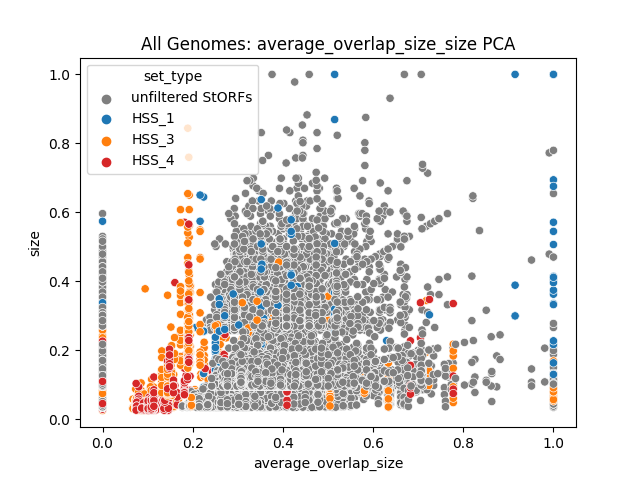 All Genomes: average_overlap_size_size PCA
set_type
unfiltered StORFs
HSS_1
HSS_3
HSS_4
size
1.0
0.8
0.6
0.4
0.2
0.0
0.0 0.2 0.4 0.6 0.8 1.0
average_overlap_size